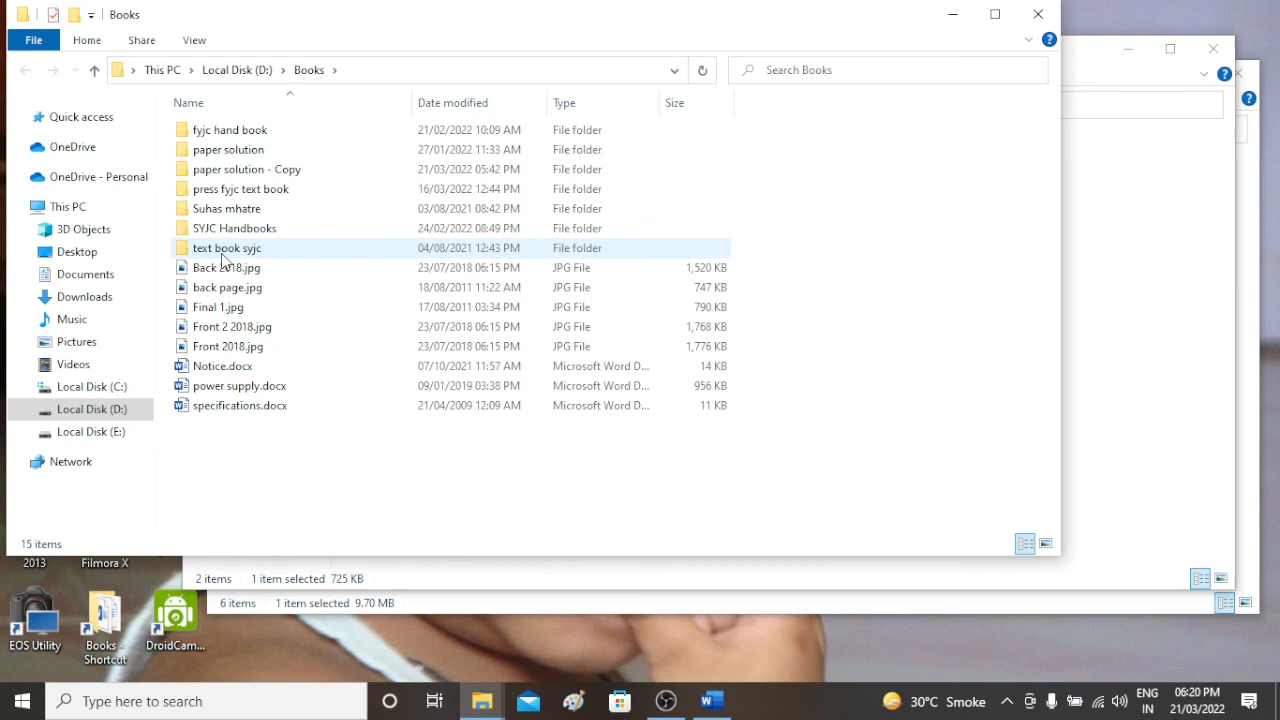 Books
File Home Share View
This PC Local Disk (D:) Books Search Books
Name Date modified Type Size
Quick access
OneDrive
OneDrive - Personal
This PC
3D Objects
Desktop
Documents
Downloads
Music
Pictures
Videos
Local Disk (C:)
Local Disk (D:)
Local Disk (E:)
Network
fyjc hand book 21/02/2022 10:09 AM File folder
paper solution 27/01/2022 11:33 AM File folder
paper solution - Copy 21/03/2022 05:42 PM File folder
press fyjc text book 16/03/2022 12:44 PM File folder
Suhas mhatre 03/08/2021 08:42 PM File folder
SYJC Handbooks 24/02/2022 08:49 PM File folder
text book syjc 04/08/2021 12:43 PM File folder
Back 2018.jpg 23/07/2018 06:15 PM JPG File 1,520 KB
back page.jpg 18/08/2011 11:22 AM JPG File 747 KB
Final 1.jpg 17/08/2011 03:34 PM JPG File 790 KB
Front 2 2018.jpg 23/07/2018 06:15 PM JPG File 1,768 KB
Front 2018.jpg 23/07/2018 06:15 PM JPG File 1,776 KB
Notice.docx 07/10/2021 11:57 AM Microsoft Word D... 14 KB
power supply.docx 09/01/2019 03:38 PM Microsoft Word D... 956 KB
specifications.docx 21/04/2009 12:09 AM Microsoft Word D... 11 KB
15 items
2013 Filmora X
2 items 1 item selected 725 KB
6 items 1 item selected 9.70 MB
EOS Utility
Books - Shortcut
DroidCam...
Type here to search
30°C Smoke
ENG IN
06:20 PM
21/03/2022